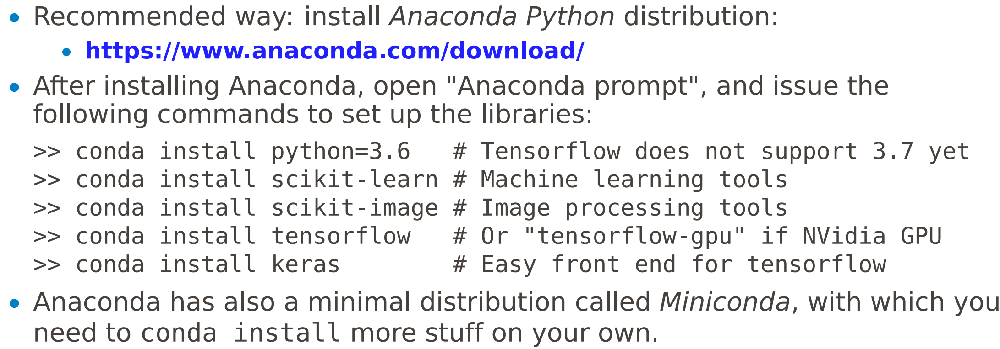 • Recommended way: install Anaconda Python distribution:
• https://www.anaconda.com/download/
• After installing Anaconda, open "Anaconda prompt", and issue the
following commands to set up the libraries:
>> conda install python=3.6   # Tensorflow does not support 3.7 yet
>> conda install scikit-learn # Machine learning tools
>> conda install scikit-image # Image processing tools
>> conda install tensorflow   # Or "tensorflow-gpu" if NVidia GPU
>> conda install keras        # Easy front end for tensorflow
• Anaconda has also a minimal distribution called Miniconda, with which you
need to conda install more stuff on your own.